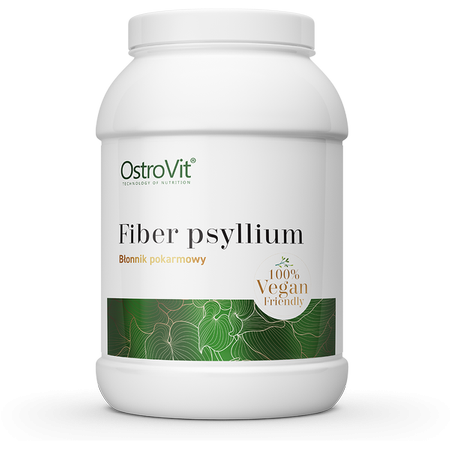 OstroVit®
TECHNOLOGY OF NUTRITION
Fiber psyllium
Błonnik pokarmowy
100%
Vegan
Friendly